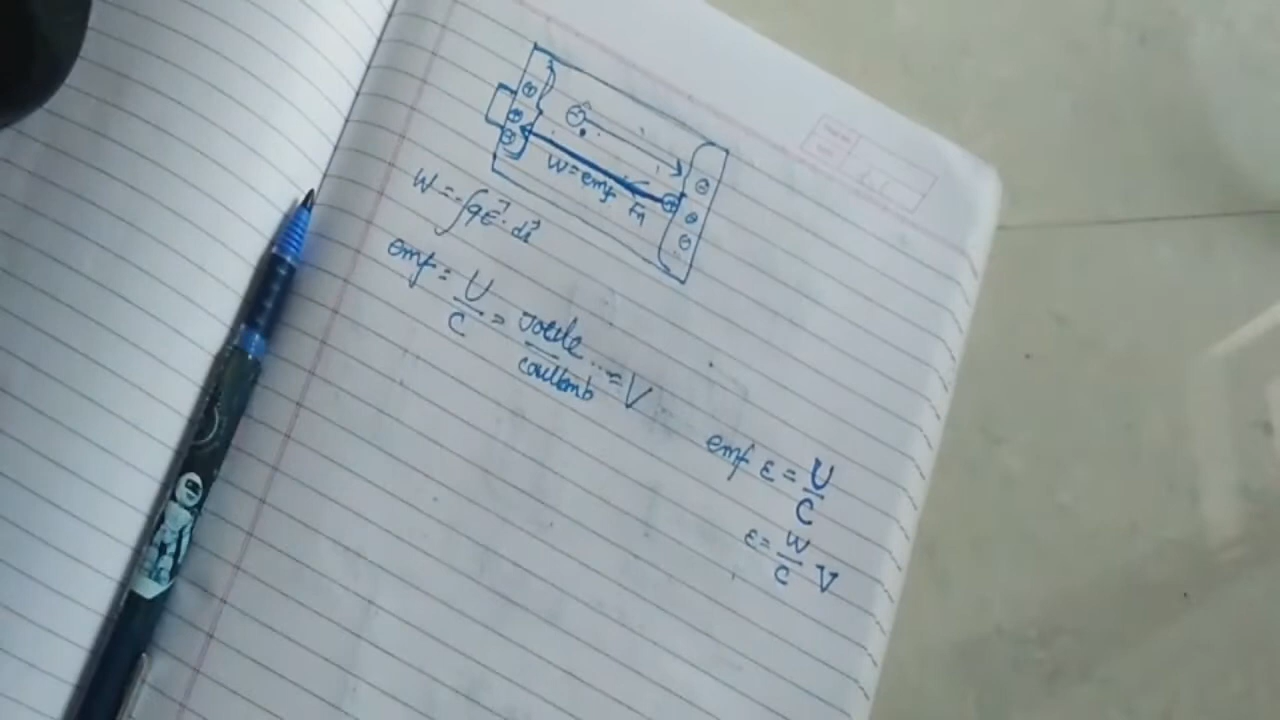 W = emf
W = -∫qE⃗·dl⃗
emf = U/C = Joule/coulomb = V
emf ε = U/C
ε = W/C V